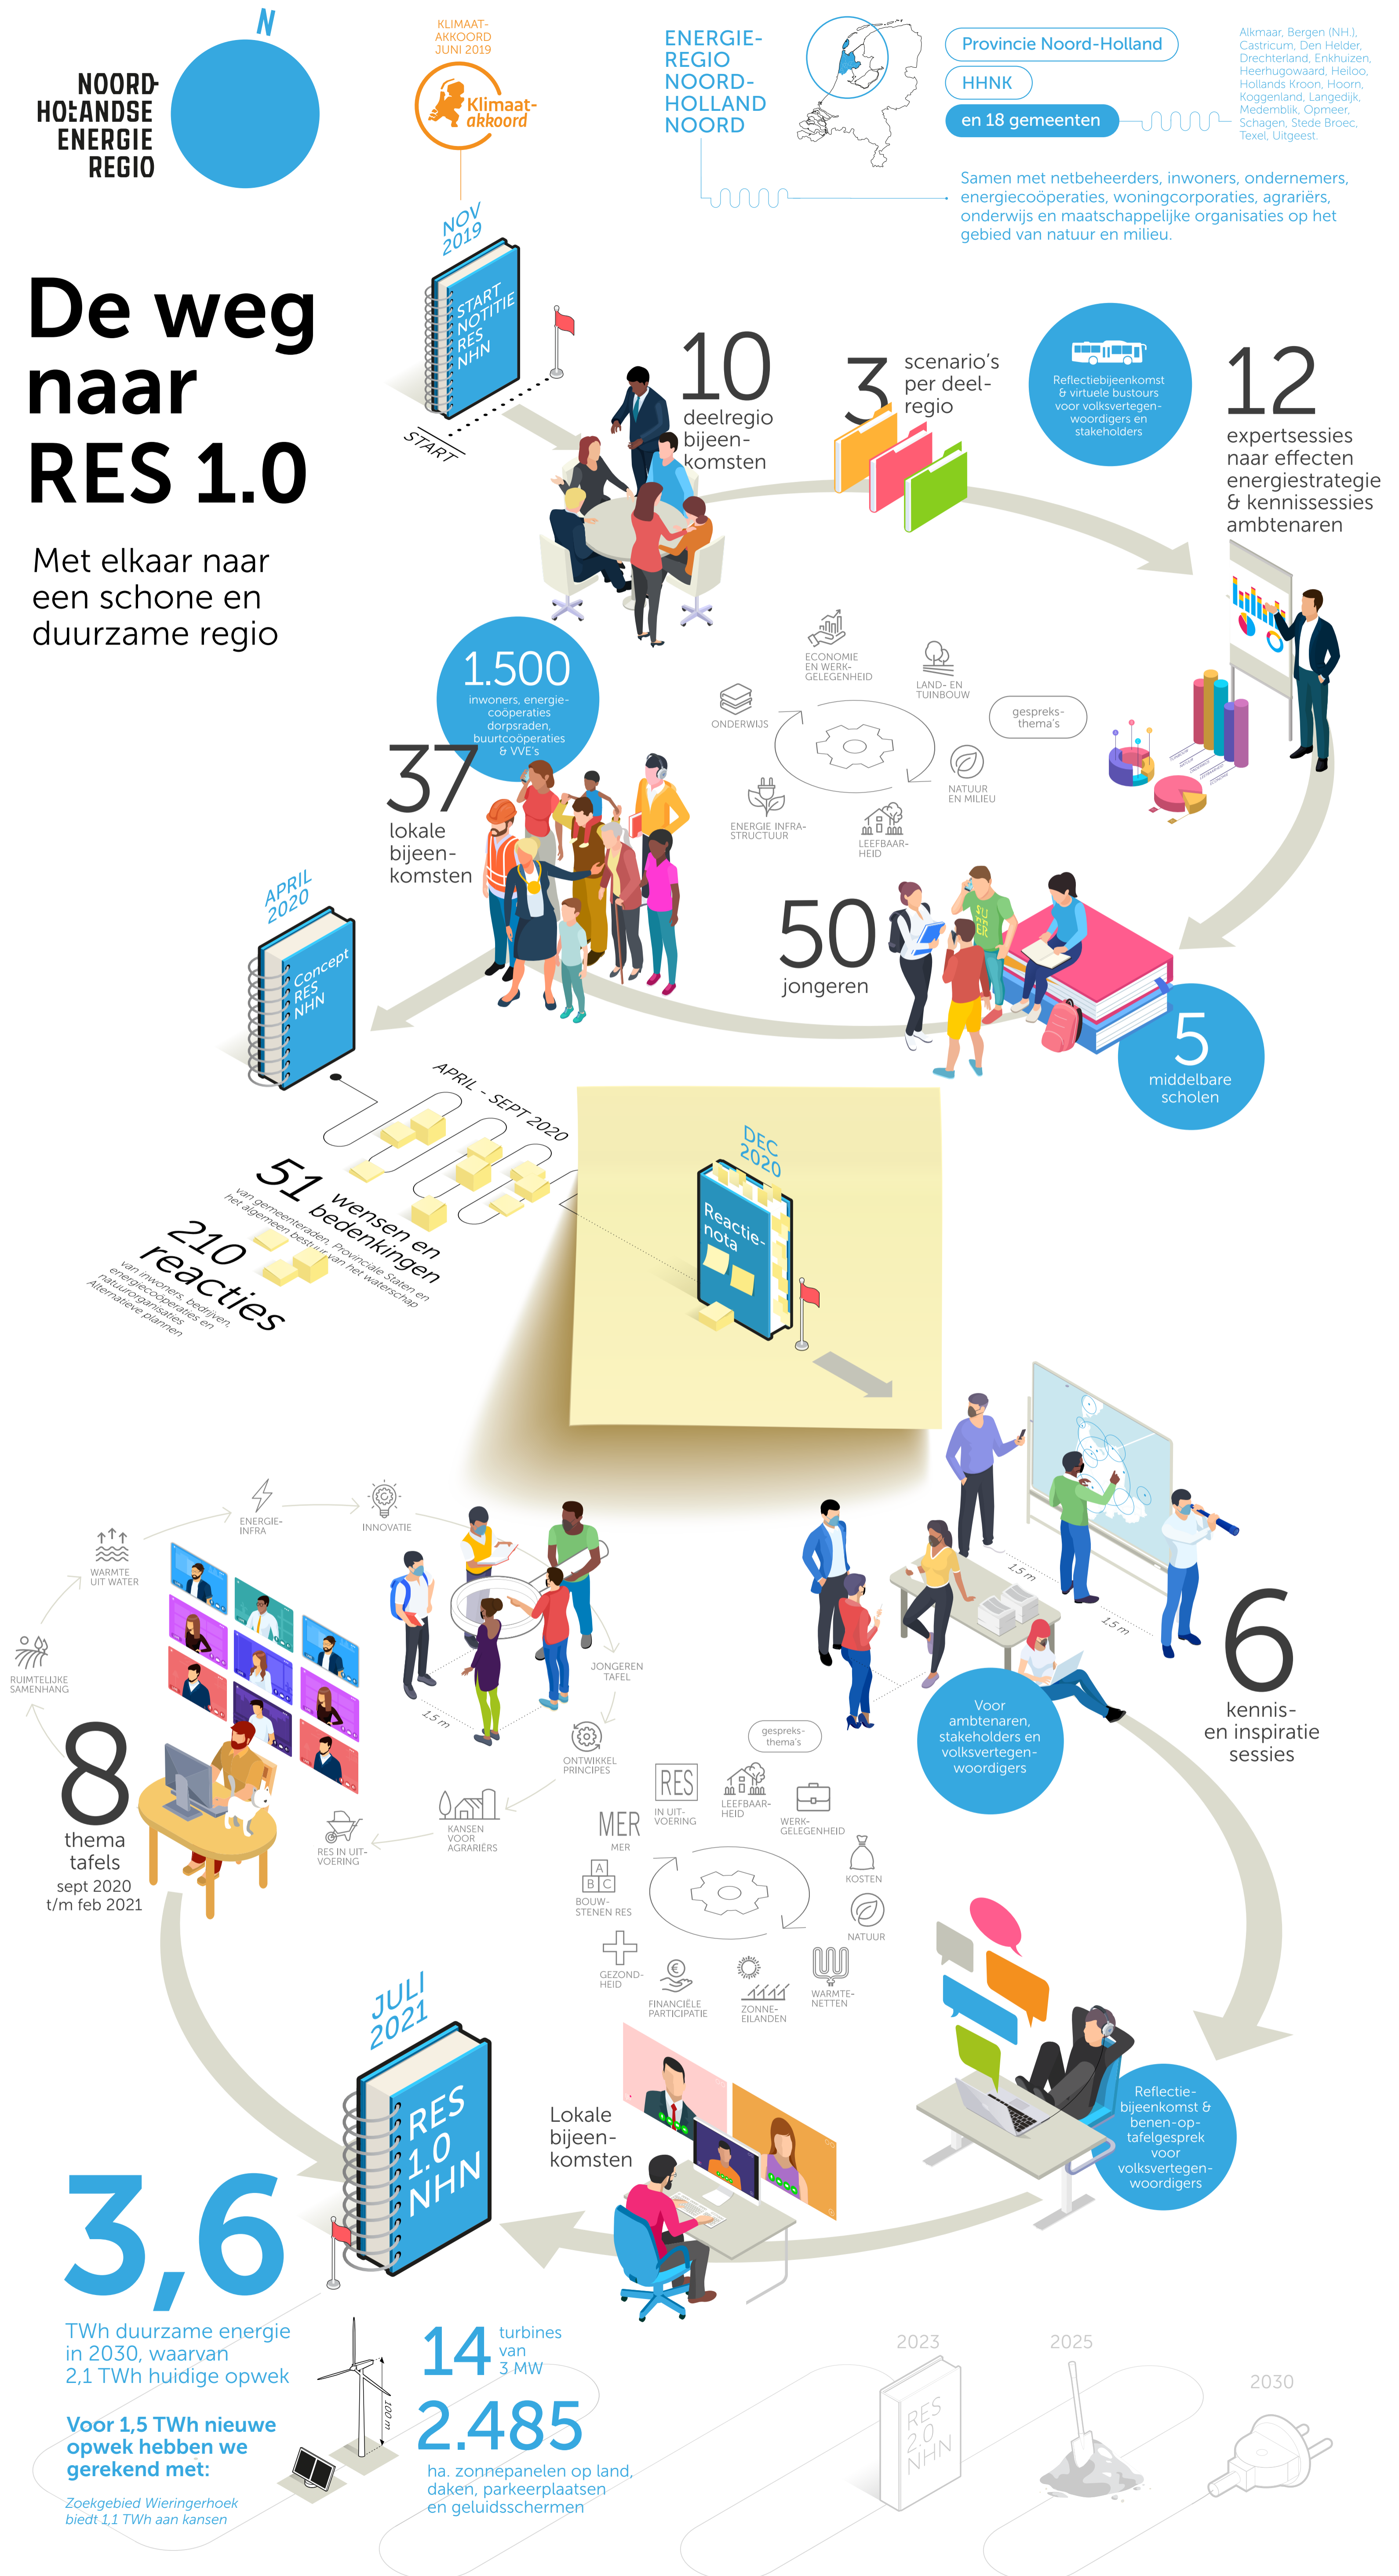 N
NOORD-
HOLLANDSE
ENERGIE
REGIO
KLIMAAT-
AKKOORD
JUNI 2019
Klimaat-
akkoord
ENERGIE-
REGIO
NOORD-
HOLLAND
NOORD
Provincie Noord-Holland
HHNK
en 18 gemeenten
Alkmaar, Bergen (NH.),
Castricum, Den Helder,
Drechterland, Enkhuizen,
Heerhugowaard, Heiloo,
Hollands Kroon, Hoorn,
Koggenland, Langedijk,
Medemblik, Opmeer,
Schagen, Stede Broec,
Texel, Uitgeest.
Samen met netbeheerders, inwoners, ondernemers,
energiecoöperaties, woningcorporaties, agrariërs,
onderwijs en maatschappelijke organisaties op het
gebied van natuur en milieu.
De weg
naar
RES 1.0
Met elkaar naar
een schone en
duurzame regio
NOV
2019
START
NOTITIE
RES
NHN
START
10
deelregio
bijeen-
komsten
3
scenario's
per deel-
regio
Reflectiebijeenkomst
& virtuele bustours
voor volksvertegen-
woordigers en
stakeholders
12
expertsessies
naar effecten
energiestrategie
& kennissessies
ambtenaren
1.500
inwoners, energie-
coöperaties
dorpsraden,
buurtcoöperaties
& VVE's
37
lokale
bijeen-
komsten
ECONOMIE
EN WERK-
GELEGENHEID
LAND- EN
TUINBOUW
ONDERWIJS
gespreks-
thema's
NATUUR
EN MILIEU
ENERGIE INFRA-
STRUCTUUR
LEEFBAAR-
HEID
50
jongeren
SU
MM
ER
5
middelbare
scholen
APRIL
2020
Concept
RES
NHN
APRIL - SEPT 2020
51 wensen en
bedenkingen
van gemeenteraden, Provinciale Staten en
het algemeen bestuur van het waterschap
210
reacties
van inwoners, bedrijven,
energiecoöperaties en
natuurorganisaties
Alternatieve plannen
DEC
2020
Reactie-
nota
ENERGIE-
INFRA
INNOVATIE
WARMTE
UIT WATER
RUIMTELIJKE
SAMENHANG
JONGEREN
TAFEL
ONTWIKKEL
PRINCIPES
KANSEN
VOOR
AGRARIËRS
RES IN UIT-
VOERING
1,5 m
8
thema
tafels
sept 2020
t/m feb 2021
1,5 m
1,5 m
6
kennis-
en inspiratie
sessies
Voor
ambtenaren,
stakeholders en
volksvertegen-
woordigers
gespreks-
thema's
RES
IN UIT-
VOERING
LEEFBAAR-
HEID
WERK-
GELEGENHEID
MER
MER
KOSTEN
A
B C
BOUW-
STENEN RES
NATUUR
GEZOND-
HEID
FINANCIËLE
PARTICIPATIE
ZONNE-
EILANDEN
WARMTE-
NETTEN
Reflectie-
bijeenkomst &
benen-op-
tafelgesprek
voor
volksvertegen-
woordigers
Lokale
bijeen-
komsten
JULI
2021
RES
1.0
NHN
3,6
TWh duurzame energie
in 2030, waarvan
2,1 TWh huidige opwek
Voor 1,5 TWh nieuwe
opwek hebben we
gerekend met:
Zoekgebied Wieringerhoek
biedt 1,1 TWh aan kansen
100 m
14
turbines
van
3 MW
2.485
ha. zonnepanelen op land,
daken, parkeerplaatsen
en geluidsschermen
2023
RES
2.0
NHN
2025
2030